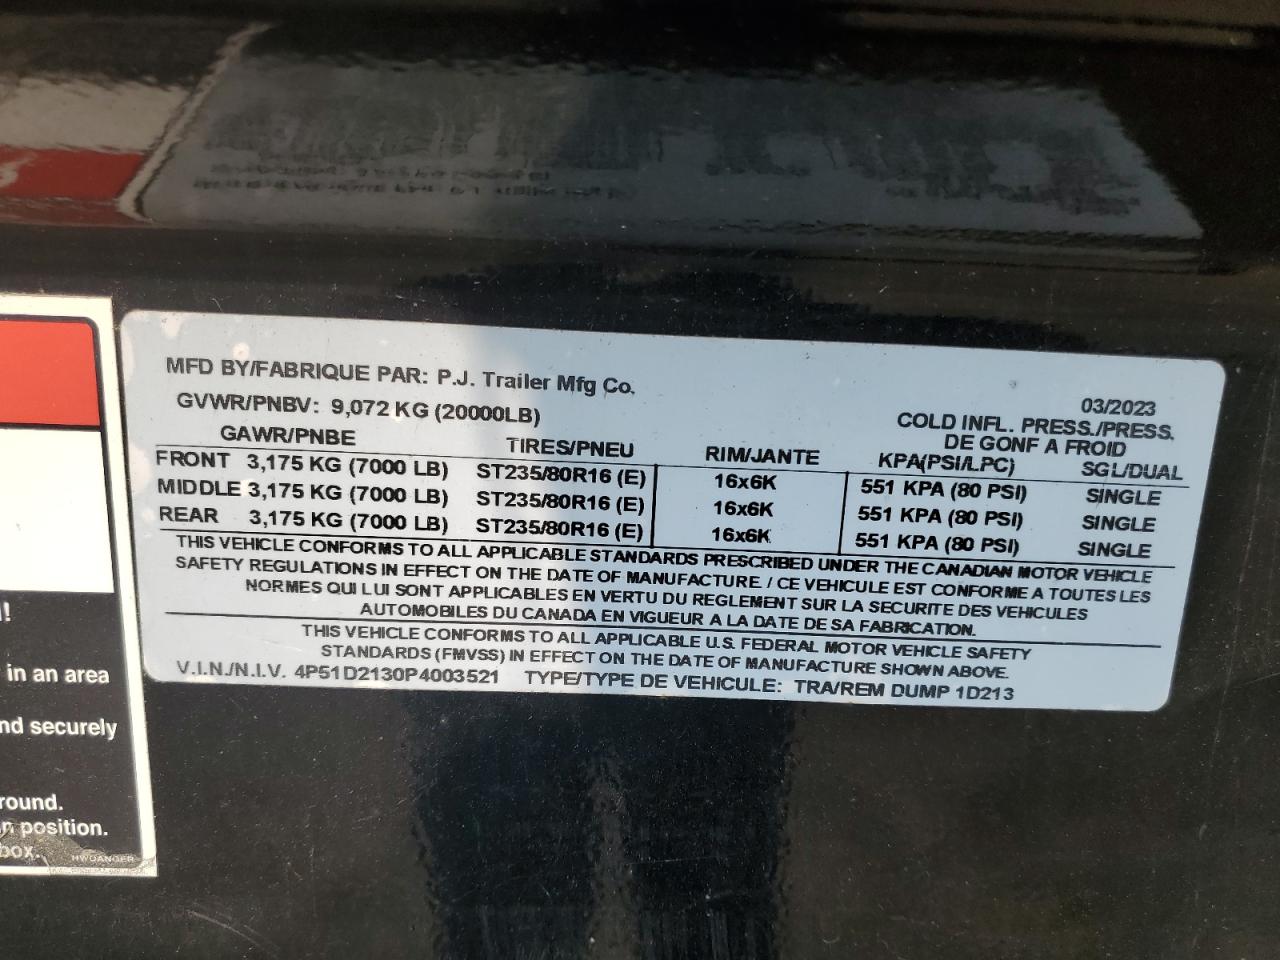 MFD BY/FABRIQUE PAR: P.J. Trailer Mfg Co.
03/2023
GVWR/PNBV: 9,072 KG (20000LB)
COLD INFL. PRESS./PRESS.
DE GONF A FROID
GAWR/PNBE TIRES/PNEU RIM/JANTE KPA(PSI/LPC) SGL/DUAL
FRONT 3,175 KG (7000 LB) ST235/80R16 (E) 16x6K 551 KPA (80 PSI) SINGLE
MIDDLE 3,175 KG (7000 LB) ST235/80R16 (E) 16x6K 551 KPA (80 PSI) SINGLE
REAR 3,175 KG (7000 LB) ST235/80R16 (E) 16x6K 551 KPA (80 PSI) SINGLE
THIS VEHICLE CONFORMS TO ALL APPLICABLE STANDARDS PRESCRIBED UNDER THE CANADIAN MOTOR VEHICLE
SAFETY REGULATIONS IN EFFECT ON THE DATE OF MANUFACTURE / CE VEHICULE EST CONFORME A TOUTES LES
NORMES QUI LUI SONT APPLICABLES EN VERTU DU REGLEMENT SUR LA SECURITE DES VEHICULES
AUTOMOBILES DU CANADA EN VIGUEUR A LA DATE DE SA FABRICATION.
THIS VEHICLE CONFORMS TO ALL APPLICABLE U.S. FEDERAL MOTOR VEHICLE SAFETY
STANDARDS (FMVSS) IN EFFECT ON THE DATE OF MANUFACTURE SHOWN ABOVE.
V.I.N./N.I.V. 4P51D2130P4003521 TYPE/TYPE DE VEHICULE: TRA/REM DUMP 1D213
!
in an area
nd securely
round.
n position.
box.
HWDANGER